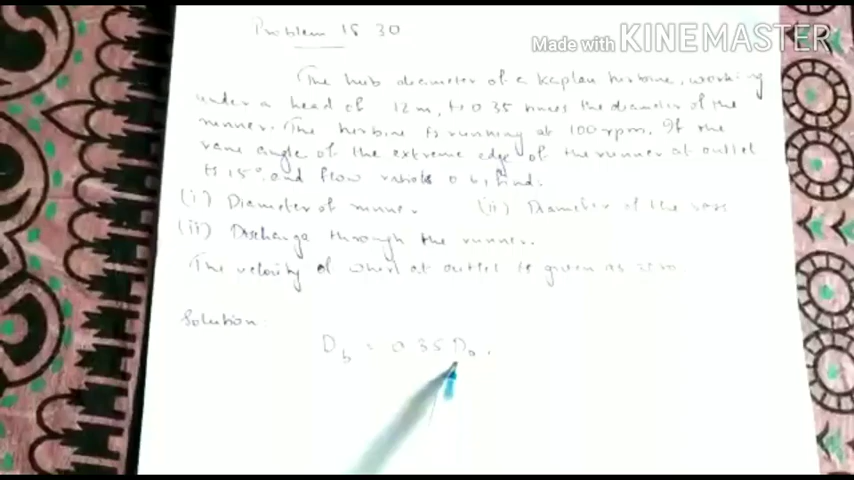 Made with KINEMASTER
Problem 18 30
The hub diameter of a Kaplan turbine, working
under a head of 12 m, is 0.35 times the diameter of the
runner. The turbine is running at 100 rpm. If the
vane angle of the extreme edge of the runner at outlet
is 15° and flow ratio is 0.6, find:
(i) Diameter of runner. (ii) Diameter of the boss
(iii) Discharge through the runner.
The velocity of whirl at outlet is given as zero
Solution:
D_b = 0.35 D_o.